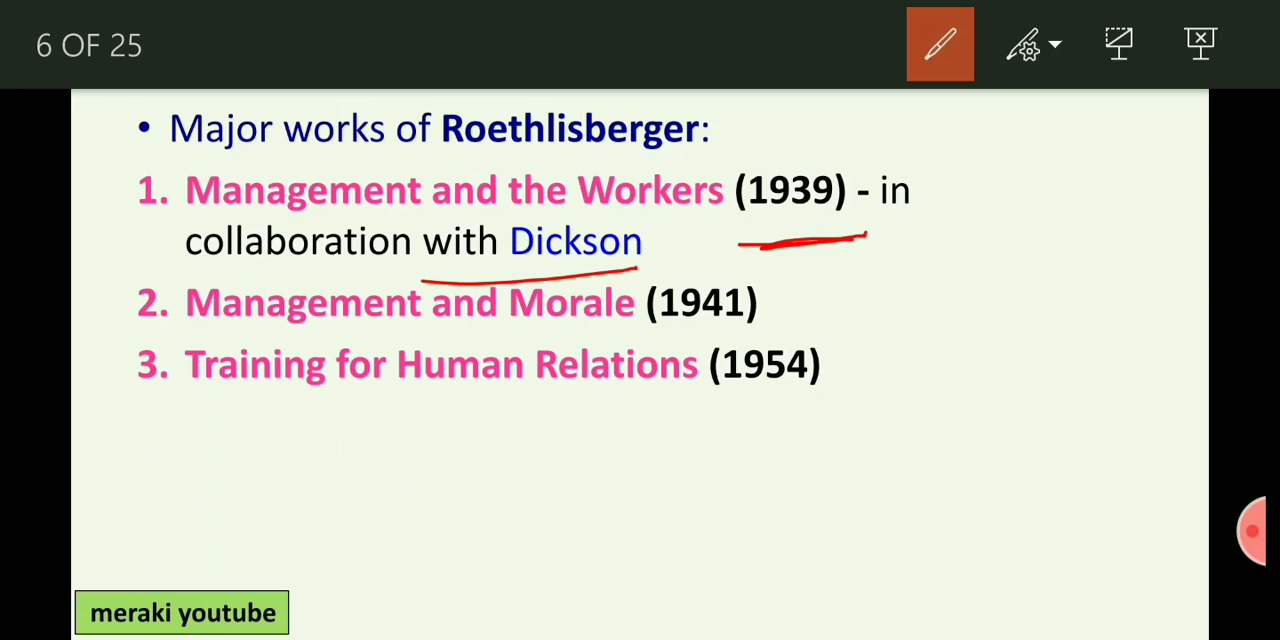 6 OF 25
• Major works of Roethlisberger:
1. Management and the Workers (1939) - in
collaboration with Dickson
2. Management and Morale (1941)
3. Training for Human Relations (1954)
meraki youtube